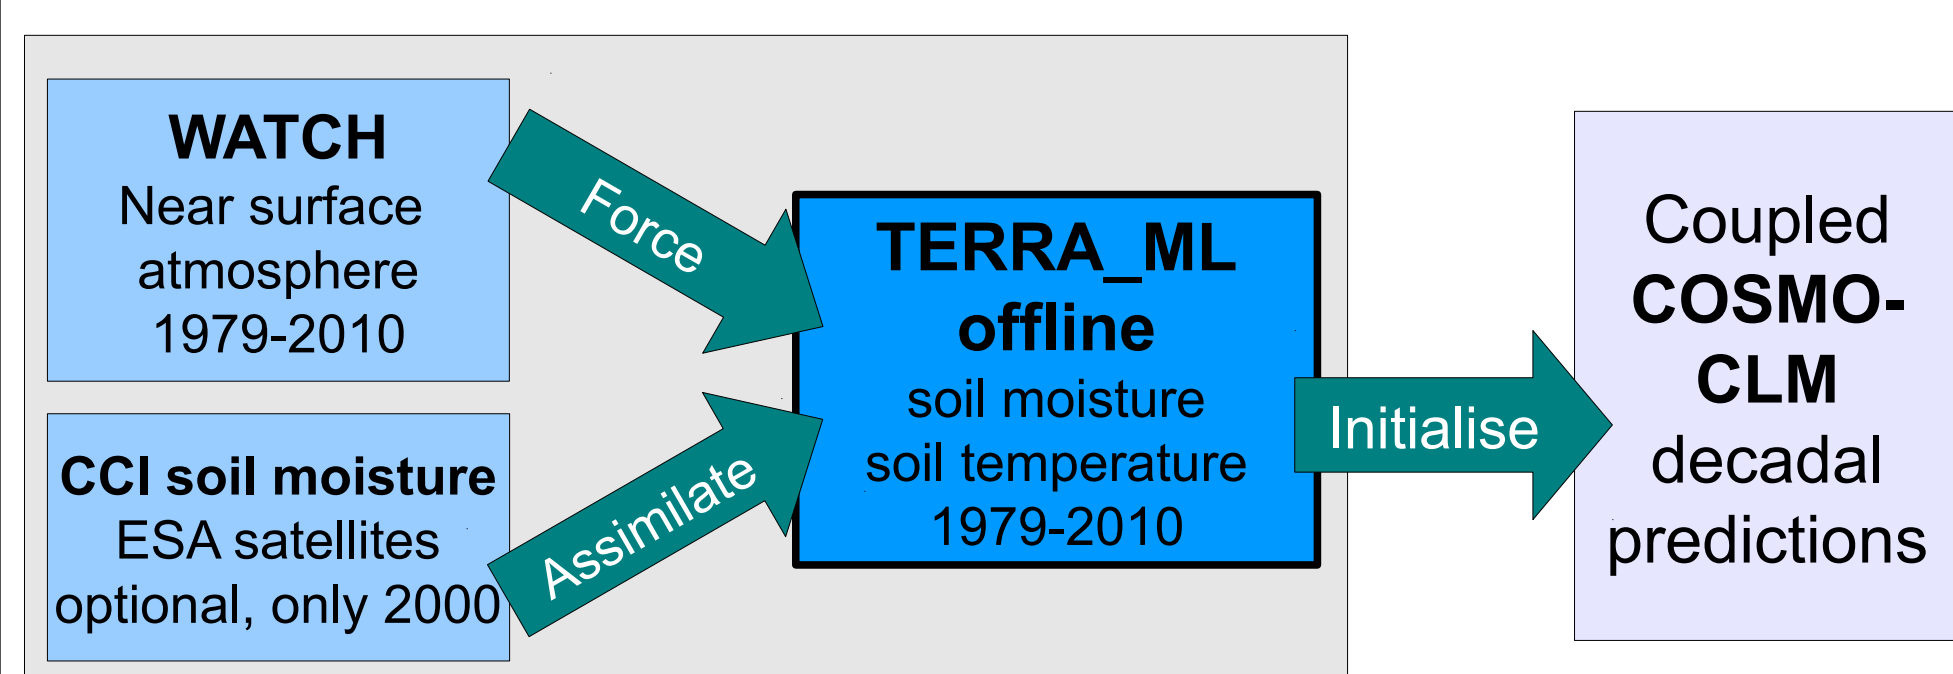 WATCH
Near surface
atmosphere
1979-2010
Force
CCI soil moisture
ESA satellites
optional, only 2000
Assimilate
TERRA_ML
offline
soil moisture
soil temperature
1979-2010
Initialise
Coupled
COSMO-
CLM
decadal
predictions